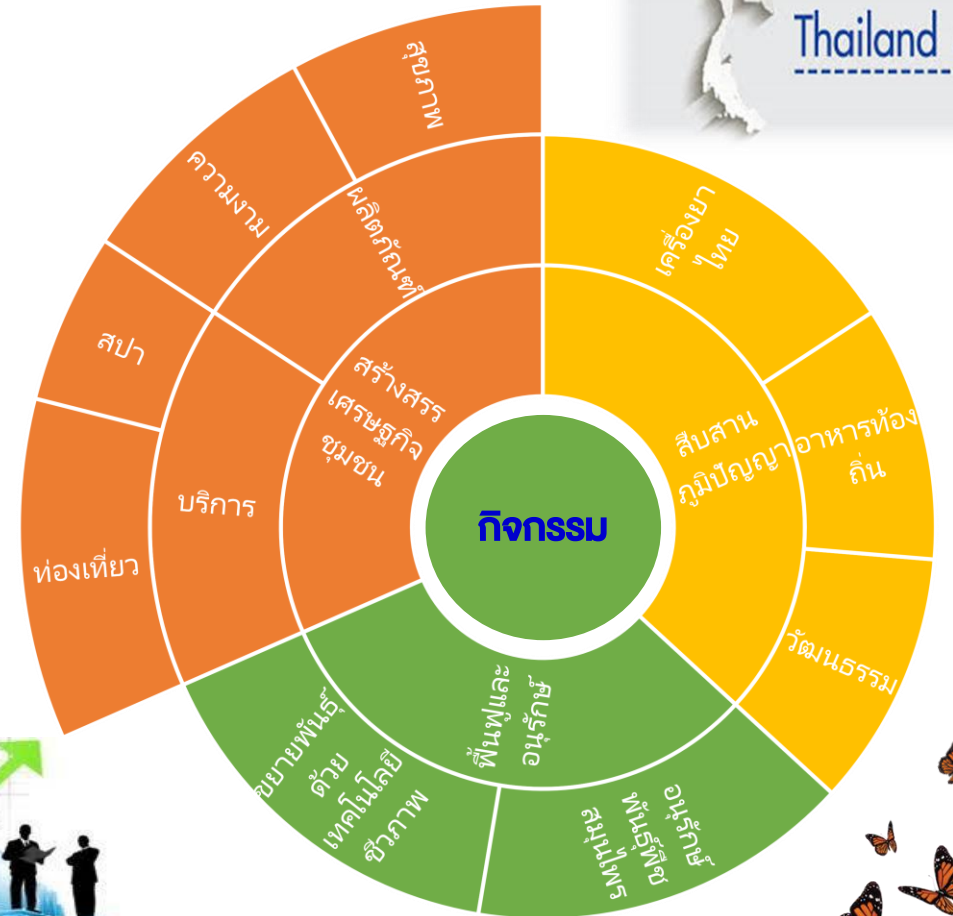 Thailand
กิจกรรม
สืบสาน
ภูมิปัญญา
เครื่องยา
ไทย
อาหารท้อง
ถิ่น
วัฒนธรรม
ฟื้นฟูและ
อนุรักษ์
อนุรักษ์
พันธุ์พืช
สมุนไพร
ขยายพันธุ์
ด้วย
เทคโนโลยี
ชีวภาพ
สร้างสรร
เศรษฐกิจ
ชุมชน
บริการ
ท่องเที่ยว
สปา
ผลิตภัณฑ์
ความงาม
สุขภาพ